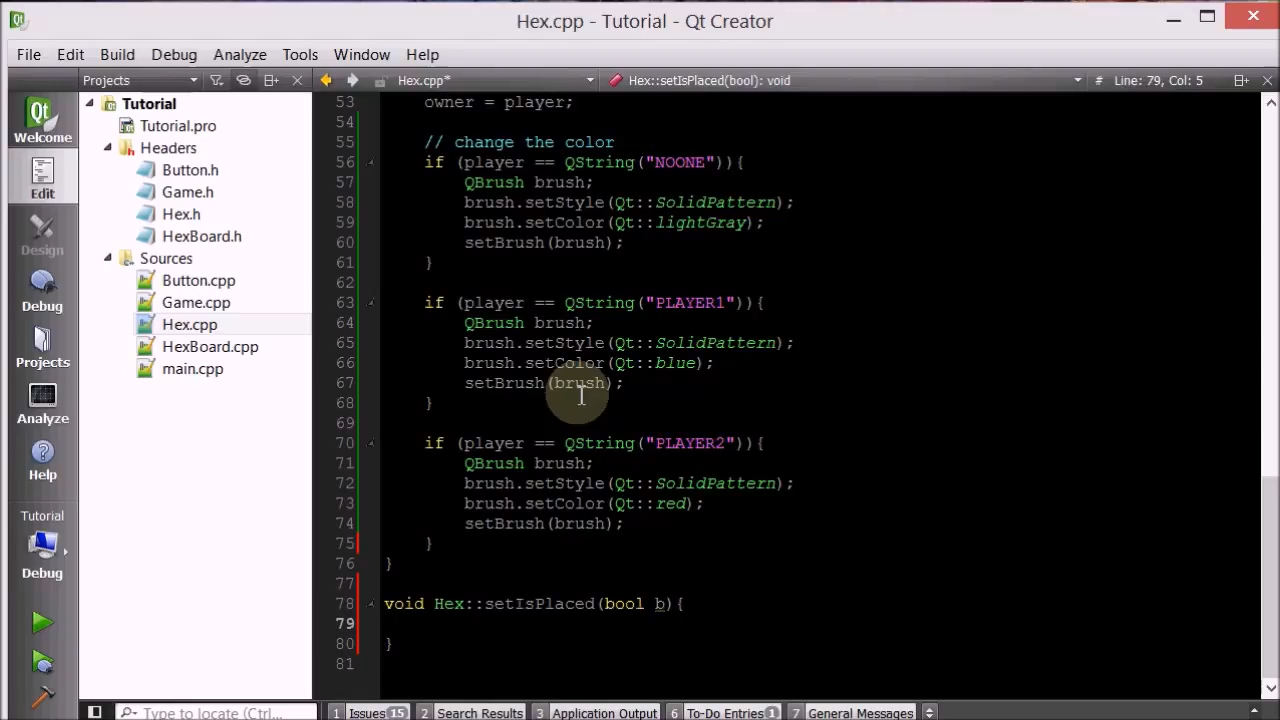 Hex.cpp - Tutorial - Qt Creator
File Edit Build Debug Analyze Tools Window Help
Projects Hex.cpp* Hex::setIsPlaced(bool): void # Line: 79, Col: 5
Qt
Welcome
Edit
Design
Debug
Projects
Analyze
Help
Tutorial
Debug
Tutorial
Tutorial.pro
Headers
Button.h
Game.h
Hex.h
HexBoard.h
Sources
Button.cpp
Game.cpp
Hex.cpp
HexBoard.cpp
main.cpp
53 owner = player;
54
55 // change the color
56 if (player == QString("NOONE")){
57 QBrush brush;
58 brush.setStyle(Qt::SolidPattern);
59 brush.setColor(Qt::lightGray);
60 setBrush(brush);
61 }
62
63 if (player == QString("PLAYER1")){
64 QBrush brush;
65 brush.setStyle(Qt::SolidPattern);
66 brush.setColor(Qt::blue);
67 setBrush(brush);
68 }
69
70 if (player == QString("PLAYER2")){
71 QBrush brush;
72 brush.setStyle(Qt::SolidPattern);
73 brush.setColor(Qt::red);
74 setBrush(brush);
75 }
76 }
77
78 void Hex::setIsPlaced(bool b){
79
80 }
81
Type to locate (Ctrl... 1 Issues 15 2 Search Results 3 Application Output 6 To-Do Entries 1 7 General Messages